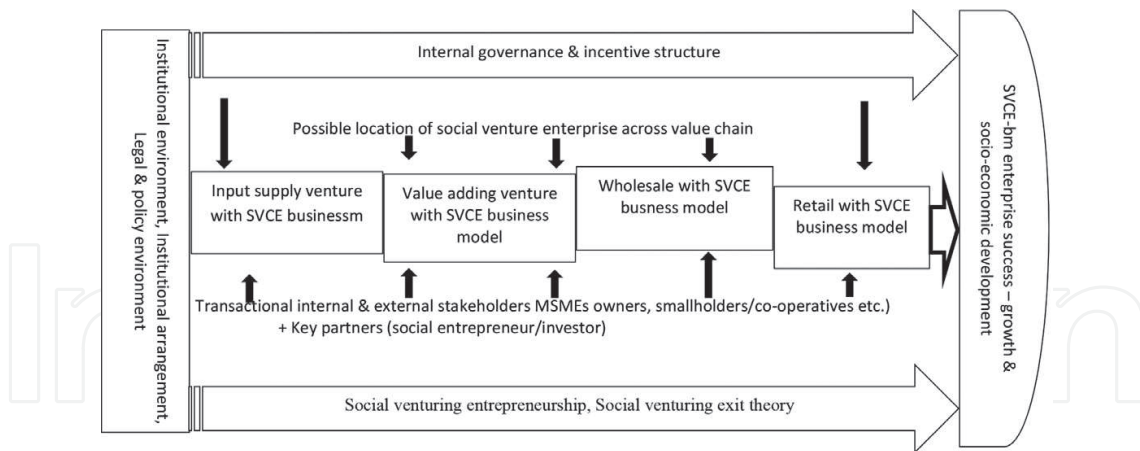 Institutional environment, Institutional arrangement,
Legal & policy environment
Internal governance & incentive structure
Possible location of social venture enterprise across value chain
Input supply venture
with SVCE businessm
Value adding venture
with SVCE business
model
Wholesale with SVCE
busness model
Retail with SVCE
business model
Transactional internal & external stakeholders MSMEs owners, smallholders/co-operatives etc.)
+ Key partners (social entrepreneur/investor)
Social venturing entrepreneurship, Social venturing exit theory
SVCE-bm enterprise success – growth &
socio-economic development